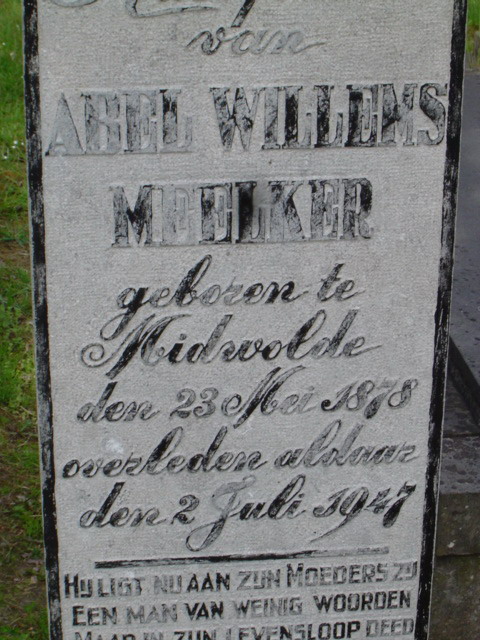 van
ABEL WILLEMS
MEELKER
geboren te
Midwolde
den 23 Mei 1878
overleden aldaar
den 2 Juli 1947
HIJ LIGT NU AAN ZIJN MOEDERS ZIJ
EEN MAN VAN WEINIG WOORDEN
MAAR IN ZIJN LEVENSLOOP DEED